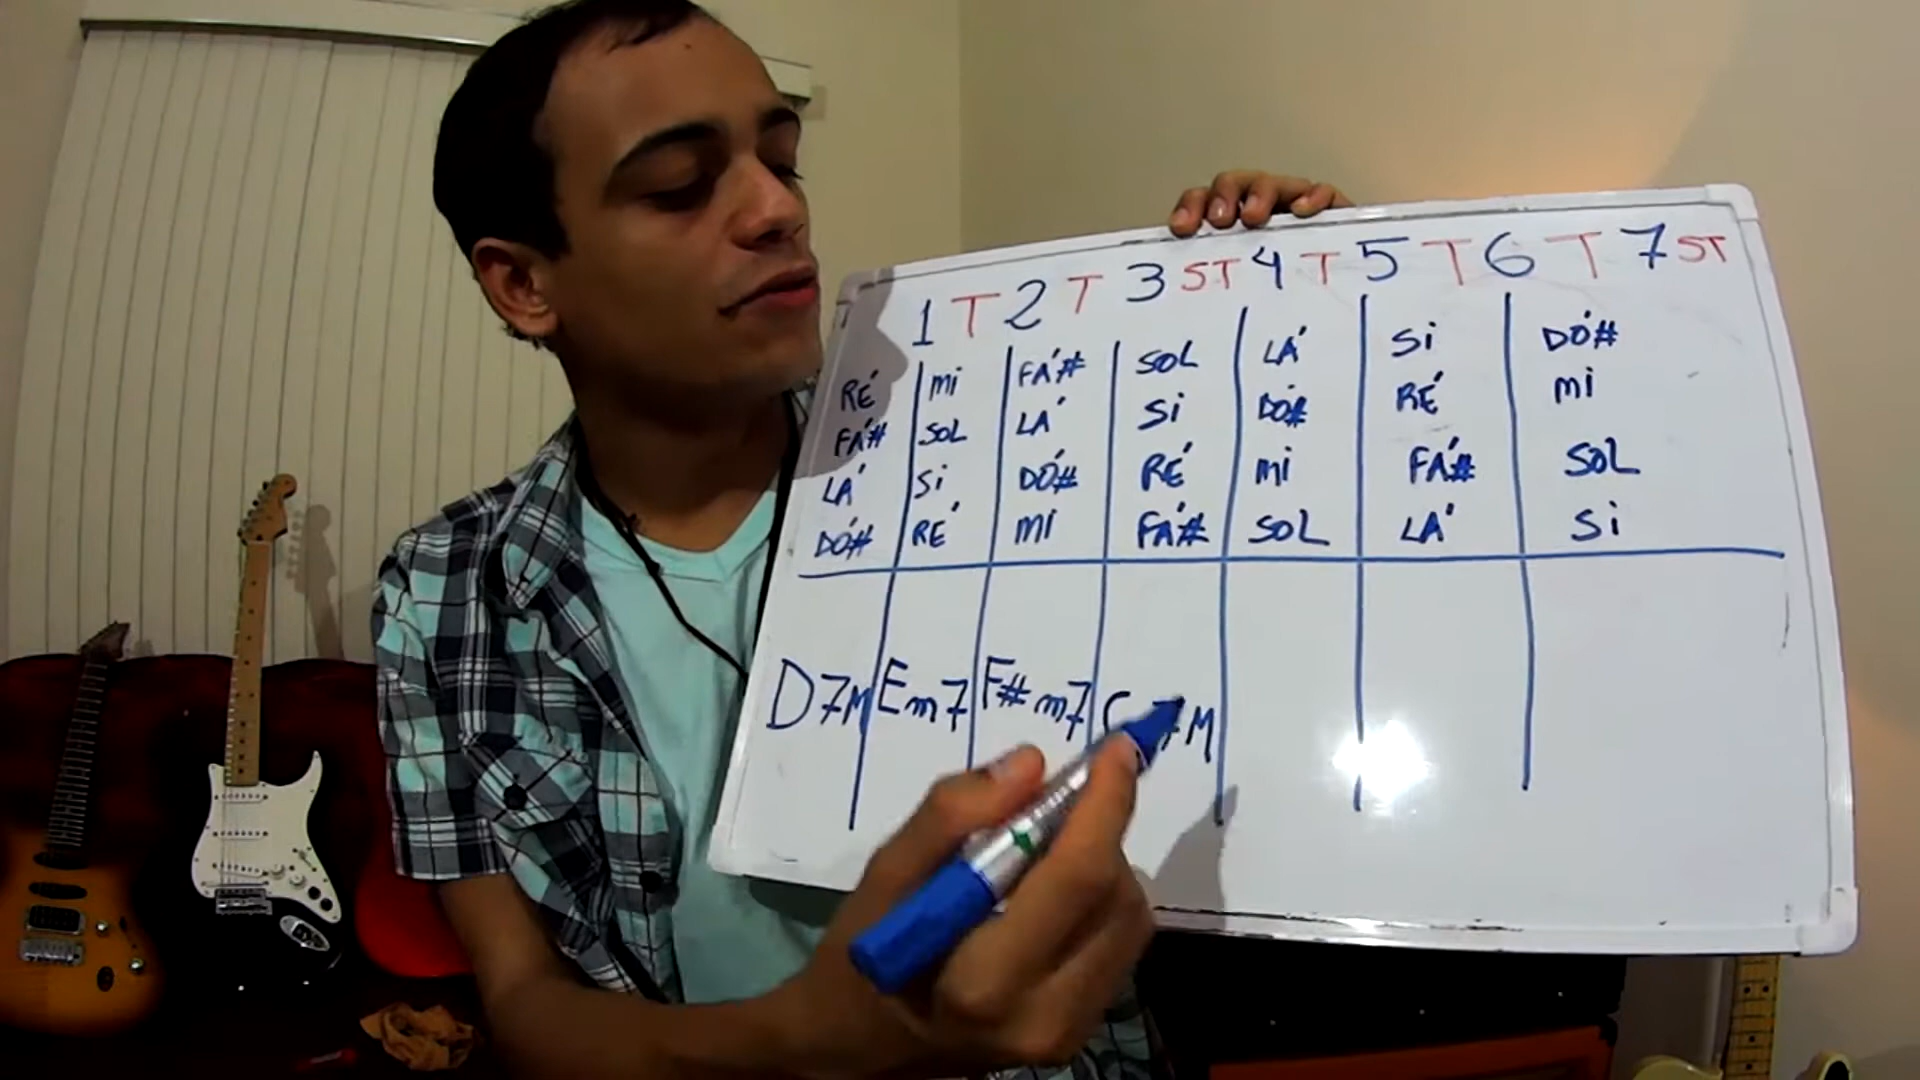 1 T 2 T 3 ST 4 T 5 T 6 T 7 ST
RÉ mi FÁ# SOL LÁ Si DÓ#
FÁ# SOL LÁ Si DÓ# RÉ mi
LÁ Si DÓ# RÉ mi FÁ# SOL
DÓ# RÉ mi FÁ# SOL LÁ Si
D7M Em7 F#m7 7M